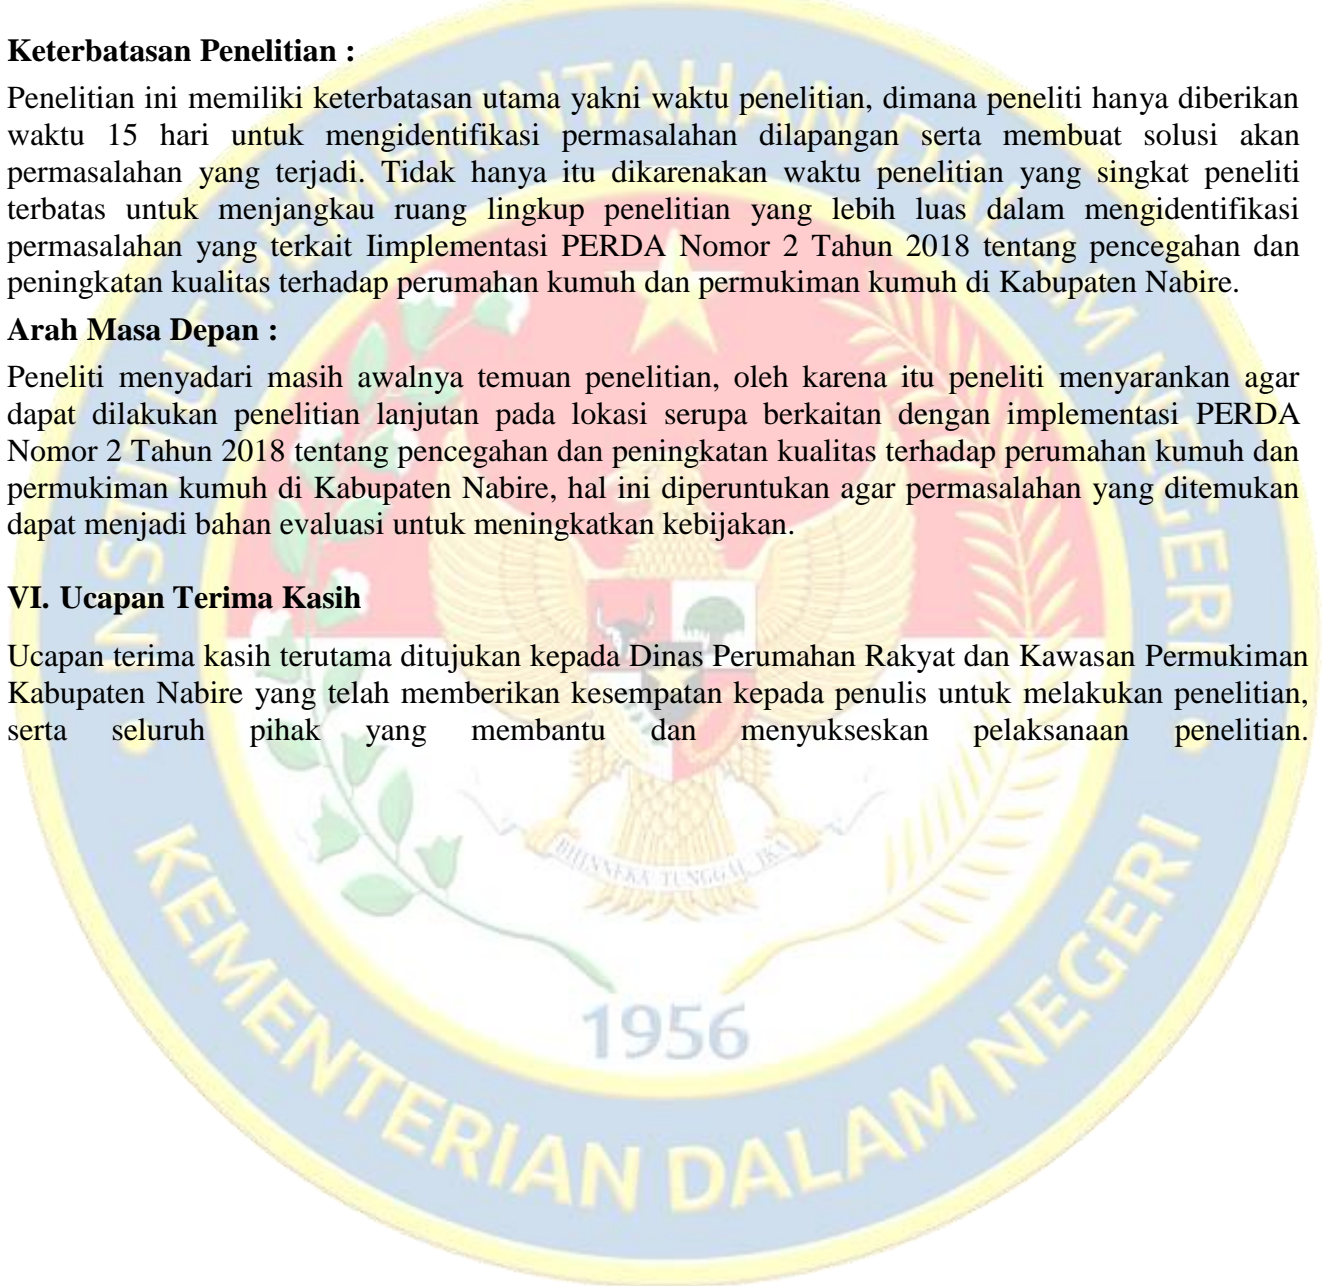 Keterbatasan Penelitian :
Penelitian ini memiliki keterbatasan utama yakni waktu penelitian, dimana peneliti hanya diberikan
waktu 15 hari untuk mengidentifikasi permasalahan dilapangan serta membuat solusi akan
permasalahan yang terjadi. Tidak hanya itu dikarenakan waktu penelitian yang singkat peneliti
terbatas untuk menjangkau ruang lingkup penelitian yang lebih luas dalam mengidentifikasi
permasalahan yang terkait Iimplementasi PERDA Nomor 2 Tahun 2018 tentang pencegahan dan
peningkatan kualitas terhadap perumahan kumuh dan permukiman kumuh di Kabupaten Nabire.
Arah Masa Depan :
Peneliti menyadari masih awalnya temuan penelitian, oleh karena itu peneliti menyarankan agar
dapat dilakukan penelitian lanjutan pada lokasi serupa berkaitan dengan implementasi PERDA
Nomor 2 Tahun 2018 tentang pencegahan dan peningkatan kualitas terhadap perumahan kumuh dan
permukiman kumuh di Kabupaten Nabire, hal ini diperuntukan agar permasalahan yang ditemukan
dapat menjadi bahan evaluasi untuk meningkatkan kebijakan.
VI. Ucapan Terima Kasih
Ucapan terima kasih terutama ditujukan kepada Dinas Perumahan Rakyat dan Kawasan Permukiman
Kabupaten Nabire yang telah memberikan kesempatan kepada penulis untuk melakukan penelitian,
serta seluruh pihak yang membantu dan menyukseskan pelaksanaan penelitian.
INSTITUT PEMERINTAHAN DALAM NEGERI
BHINNEKA TUNGGAL IKA
1956
KEMENTERIAN DALAM NEGERI